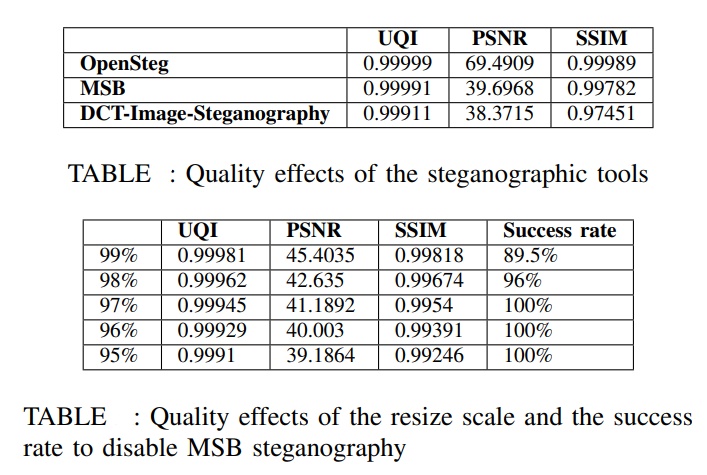 UQI PSNR SSIM
OpenSteg 0.99999 69.4909 0.99989
MSB 0.99991 39.6968 0.99782
DCT-Image-Steganography 0.99911 38.3715 0.97451
TABLE : Quality effects of the steganographic tools
UQI PSNR SSIM Success rate
99% 0.99981 45.4035 0.99818 89.5%
98% 0.99962 42.635 0.99674 96%
97% 0.99945 41.1892 0.9954 100%
96% 0.99929 40.003 0.99391 100%
95% 0.9991 39.1864 0.99246 100%
TABLE : Quality effects of the resize scale and the success
rate to disable MSB steganography